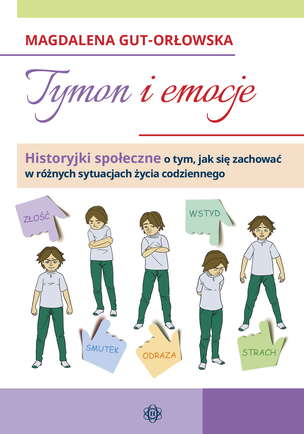 MAGDALENA GUT-ORŁOWSKA
Tymon i emocje
Historyjki społeczne o tym, jak się zachować
w różnych sytuacjach życia codziennego
ZŁOŚĆ
WSTYD
SMUTEK
ODRAZA
STRACH